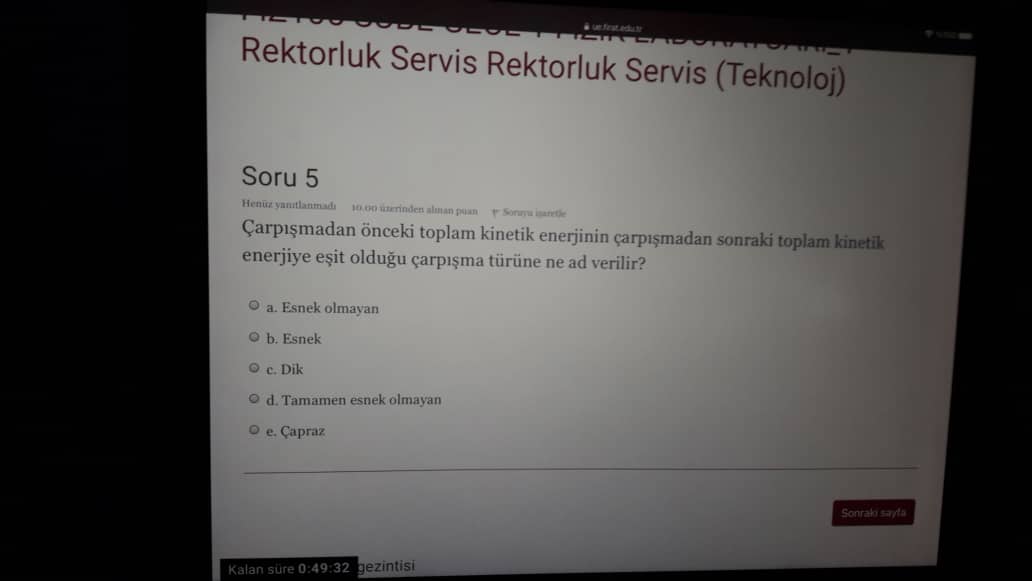 ue.firat.edu.tr
Rektorluk Servis Rektorluk Servis (Teknoloj)
Soru 5
Henüz yanıtlanmadı 10.00 üzerinden alınan puan Soruyu işaretle
Çarpışmadan önceki toplam kinetik enerjinin çarpışmadan sonraki toplam kinetik
enerjiye eşit olduğu çarpışma türüne ne ad verilir?
a. Esnek olmayan
b. Esnek
c. Dik
d. Tamamen esnek olmayan
e. Çapraz
Sonraki sayfa
Kalan süre 0:49:32 gezintisi